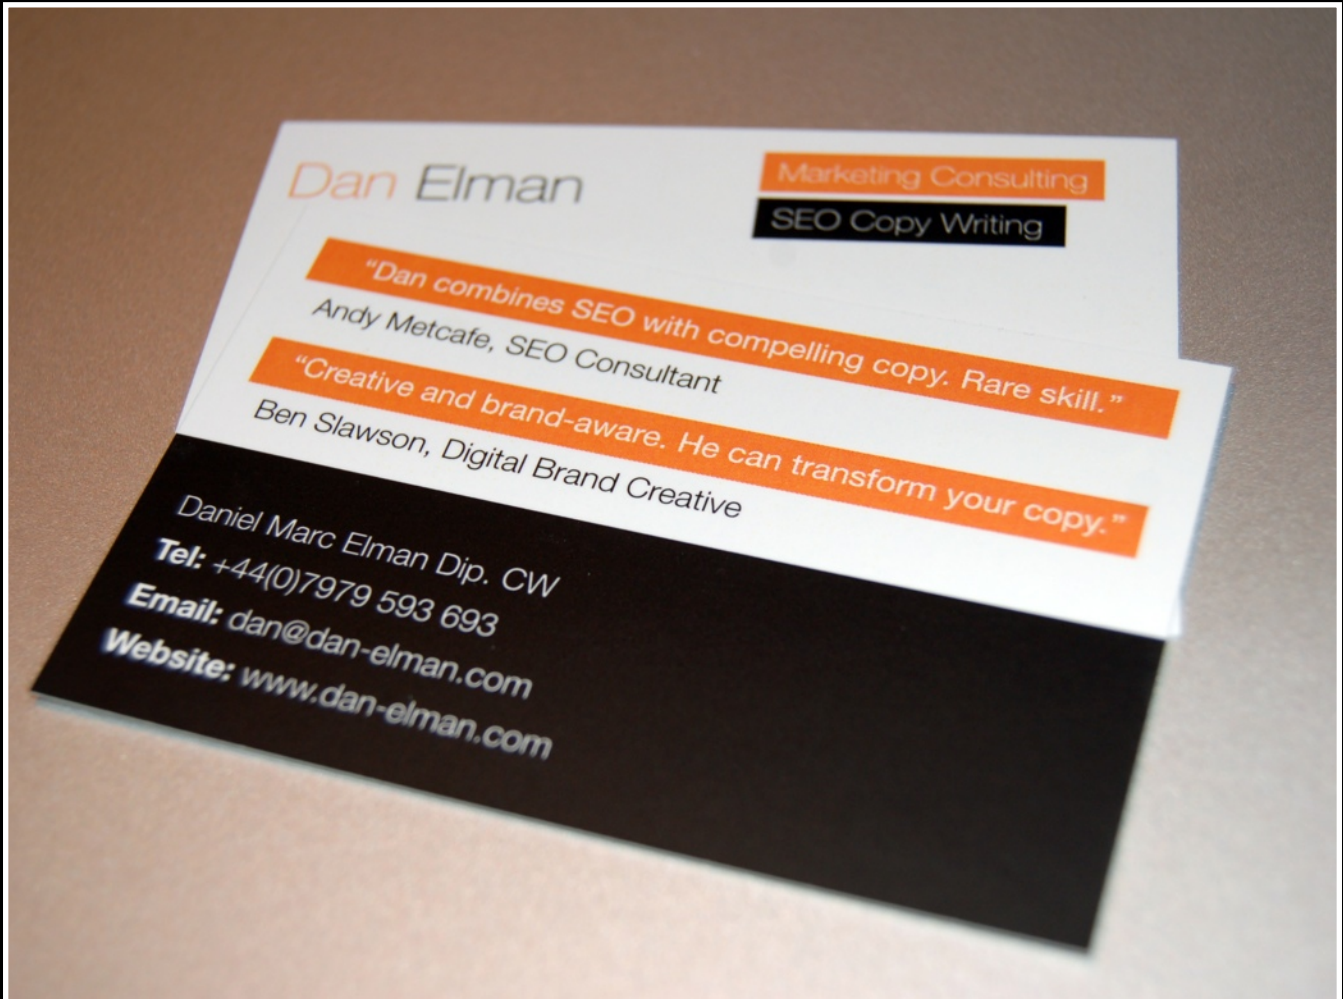 Dan Elman
Marketing Consulting
SEO Copy Writing
“Dan combines SEO with compelling copy. Rare skill.”
Andy Metcafe, SEO Consultant
“Creative and brand-aware. He can transform your copy.”
Ben Slawson, Digital Brand Creative
Daniel Marc Elman Dip. CW
Tel: +44(0)7979 593 693
Email: dan@dan-elman.com
Website: www.dan-elman.com